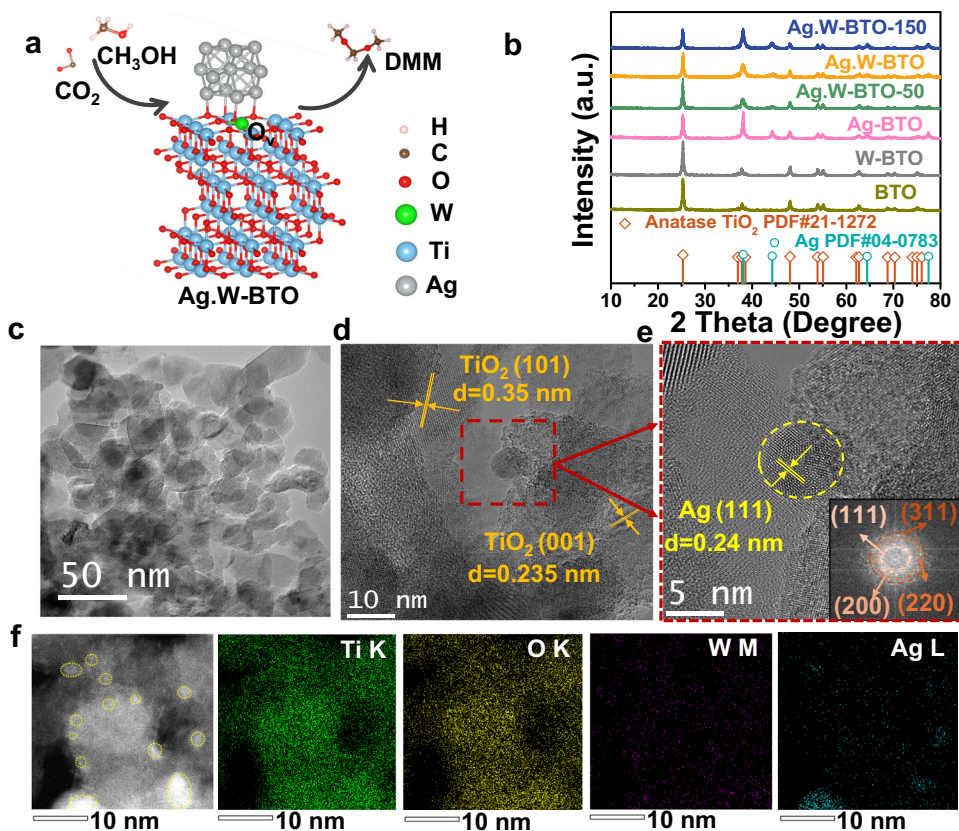 a
CH₃OH
CO₂
DMM
Oᵥ
H
C
O
W
Ti
Ag
Ag.W-BTO
b
Intensity (a.u.)
Ag.W-BTO-150
Ag.W-BTO
Ag.W-BTO-50
Ag-BTO
W-BTO
BTO
Anatase TiO₂ PDF#21-1272
Ag PDF#04-0783
10 20 30 40 50 60 70 80
2 Theta (Degree)
c
50 nm
d
TiO₂ (101)
d=0.35 nm
TiO₂ (001)
d=0.235 nm
10 nm
e
Ag (111)
d=0.24 nm
5 nm
(111)
(311)
(200)
(220)
f
Ti K
O K
W M
Ag L
10 nm
10 nm
10 nm
10 nm
10 nm